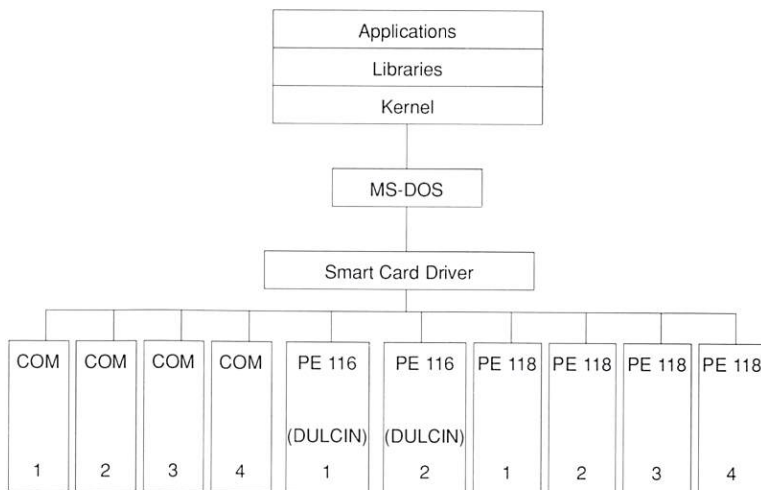 Applications
Libraries
Kernel
MS-DOS
Smart Card Driver
COM COM COM COM PE 116 PE 116 PE 118 PE 118 PE 118 PE 118
(DULCIN) (DULCIN)
1 2 3 4 1 2 1 2 3 4